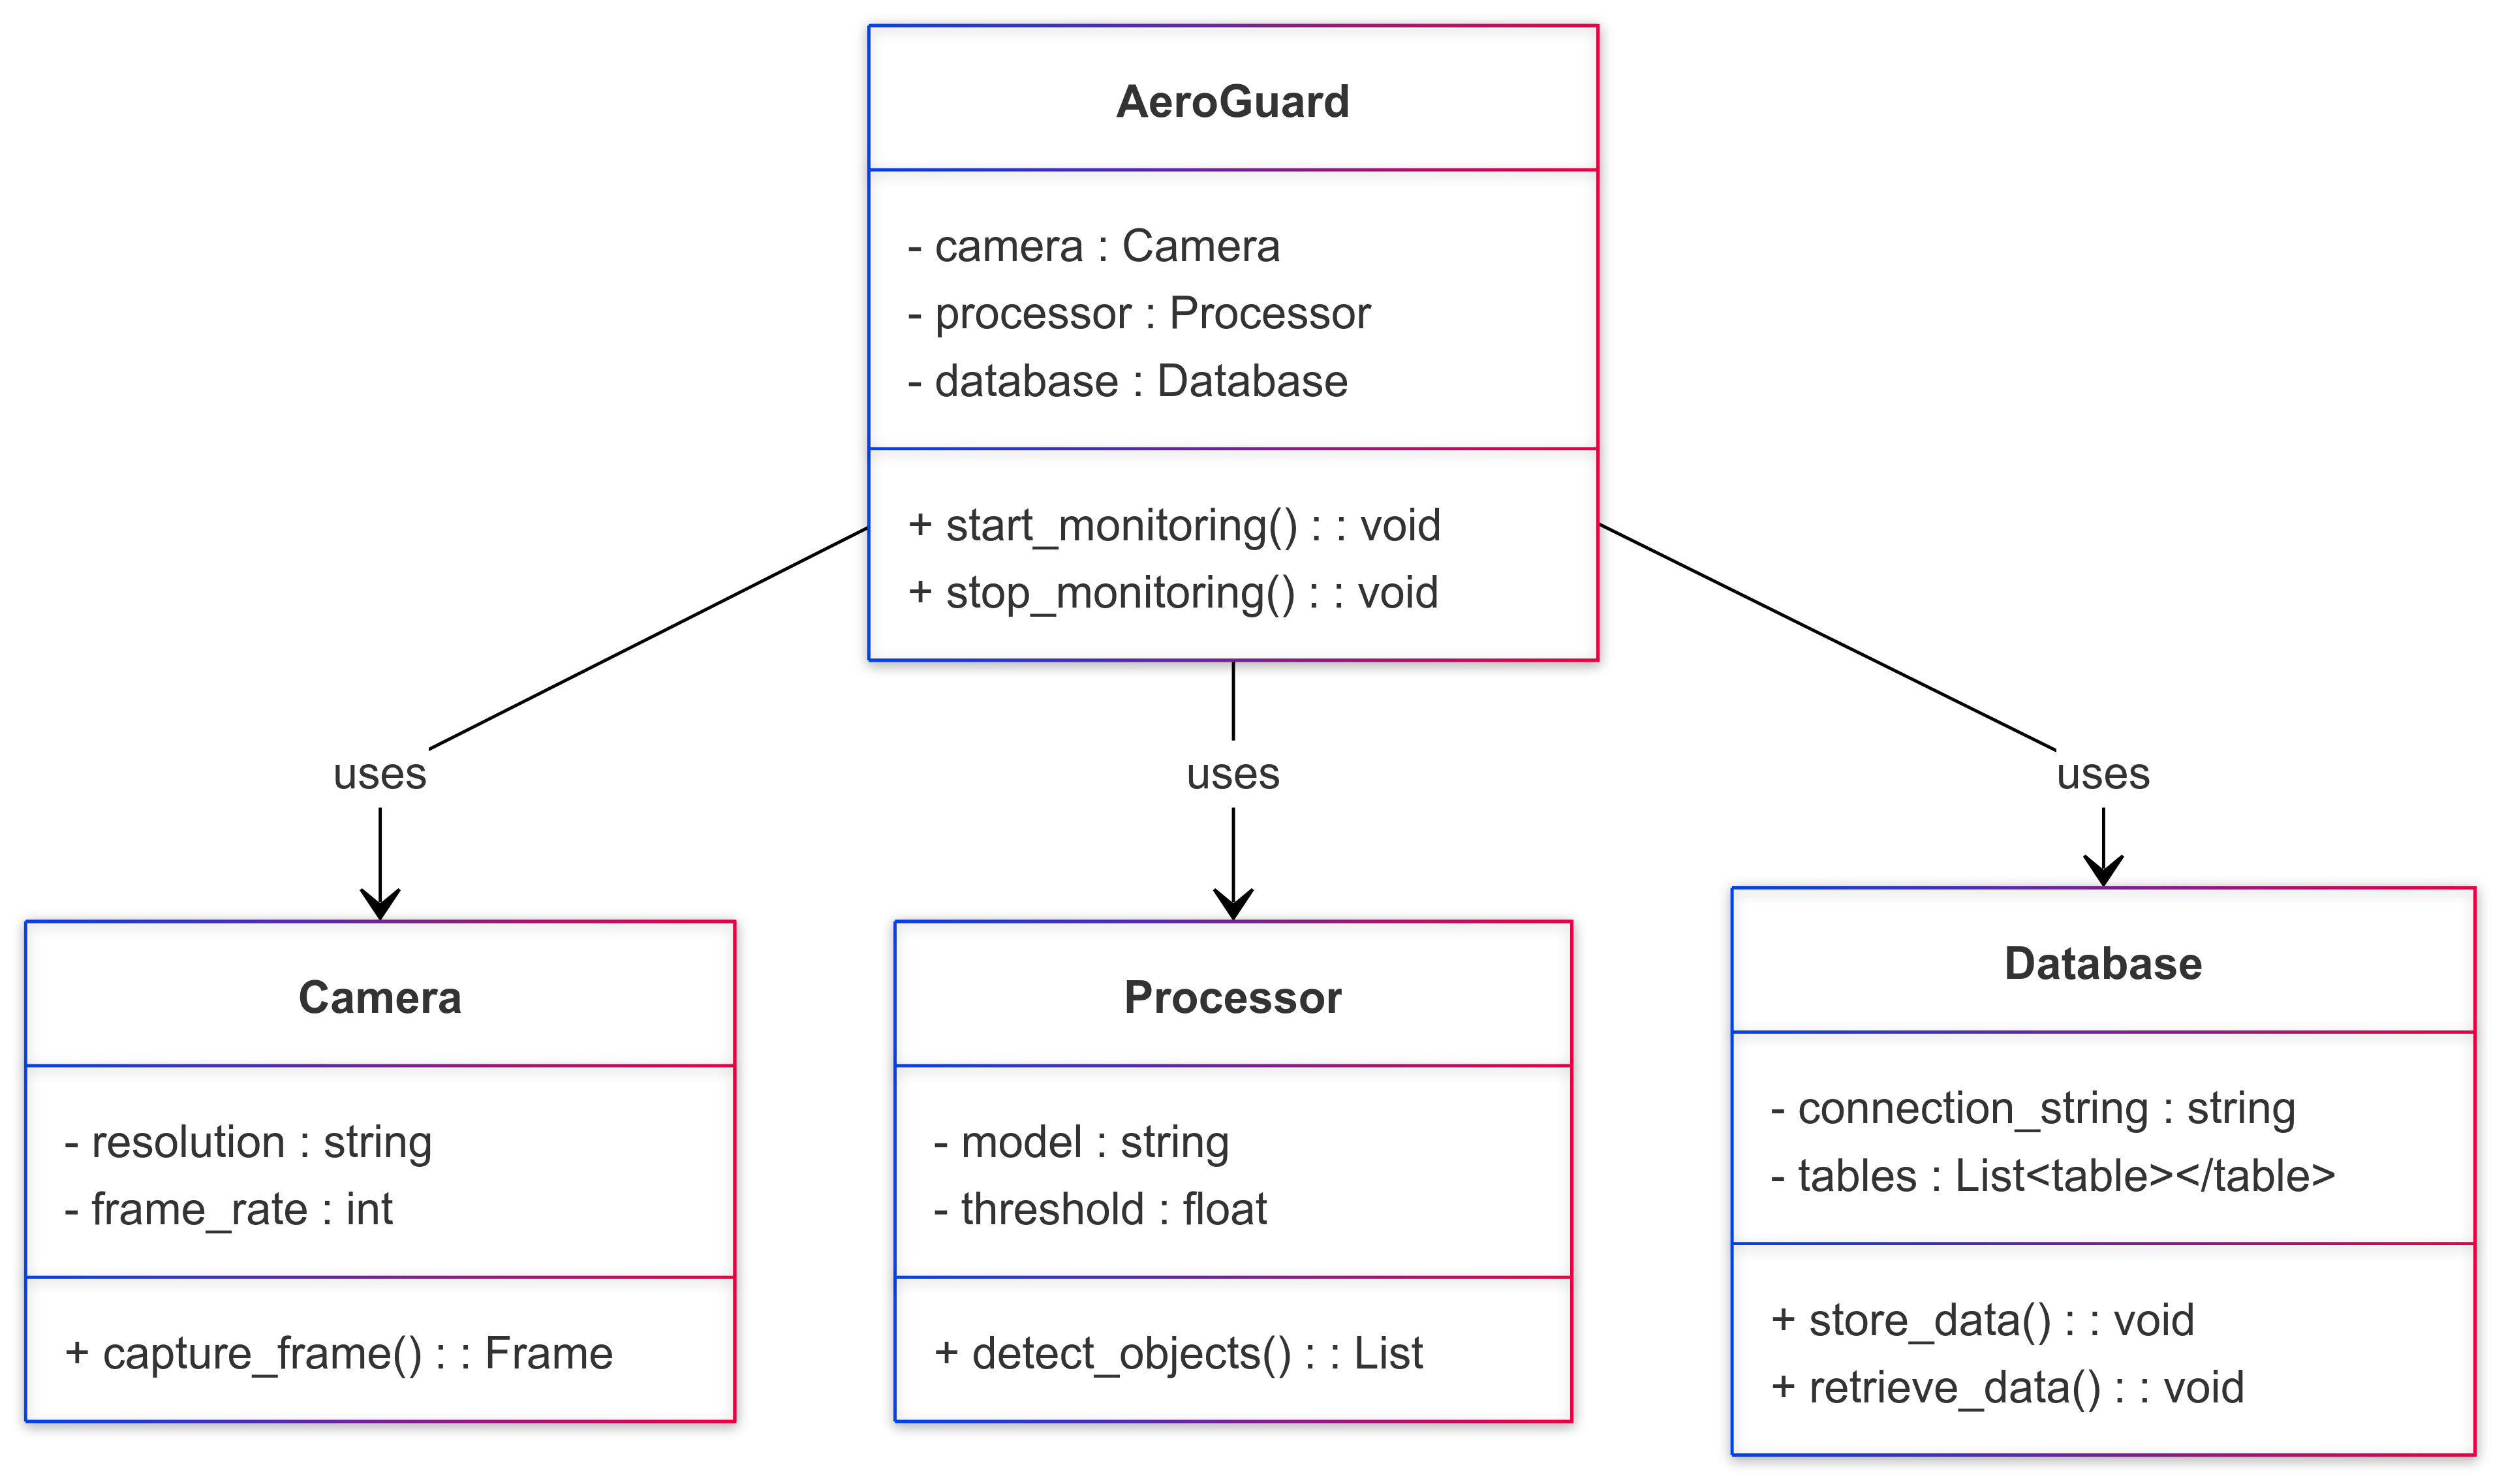 AeroGuard
- camera : Camera
- processor : Processor
- database : Database
+ start_monitoring() : : void
+ stop_monitoring() : : void
uses
uses
uses
Camera
- resolution : string
- frame_rate : int
+ capture_frame() : : Frame
Processor
- model : string
- threshold : float
+ detect_objects() : : List
Database
- connection_string : string
- tables : List<table></table>
+ store_data() : : void
+ retrieve_data() : : void